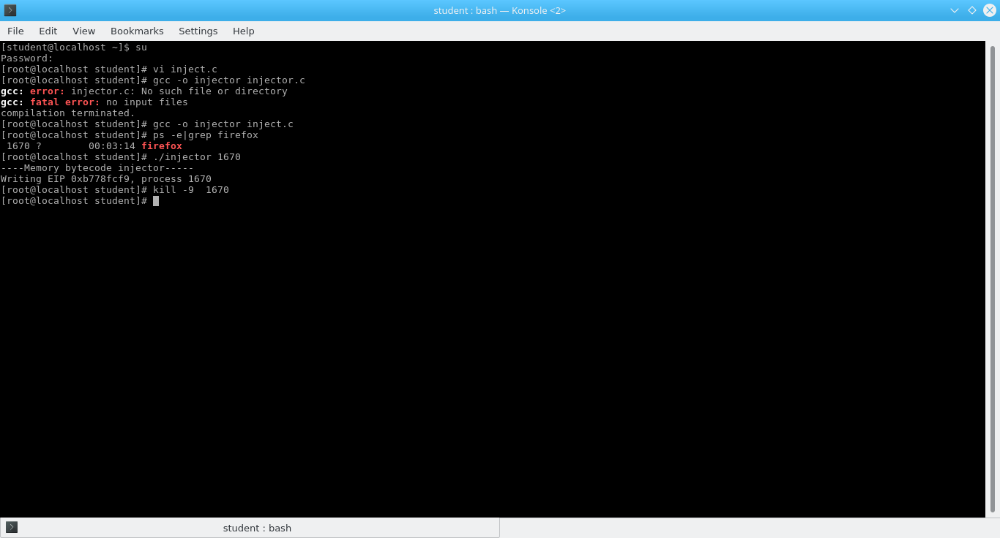 student : bash — Konsole <2>
File Edit View Bookmarks Settings Help
[student@localhost ~]$ su
Password:
[root@localhost student]# vi inject.c
[root@localhost student]# gcc -o injector injector.c
gcc: error: injector.c: No such file or directory
gcc: fatal error: no input files
compilation terminated.
[root@localhost student]# gcc -o injector inject.c
[root@localhost student]# ps -e|grep firefox
 1670 ?        00:03:14 firefox
[root@localhost student]# ./injector 1670
----Memory bytecode injector-----
Writing EIP 0xb778fcf9, process 1670
[root@localhost student]# kill -9  1670
[root@localhost student]#
student : bash